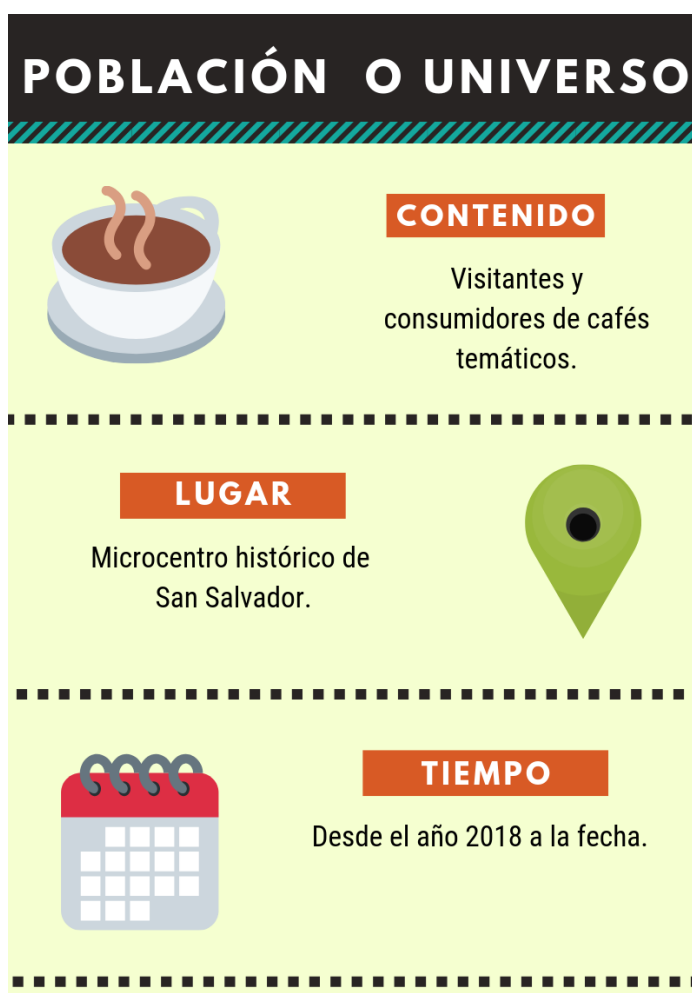 POBLACIÓN O UNIVERSO
CONTENIDO
Visitantes y
consumidores de cafés
temáticos.
LUGAR
Microcentro histórico de
San Salvador.
TIEMPO
Desde el año 2018 a la fecha.